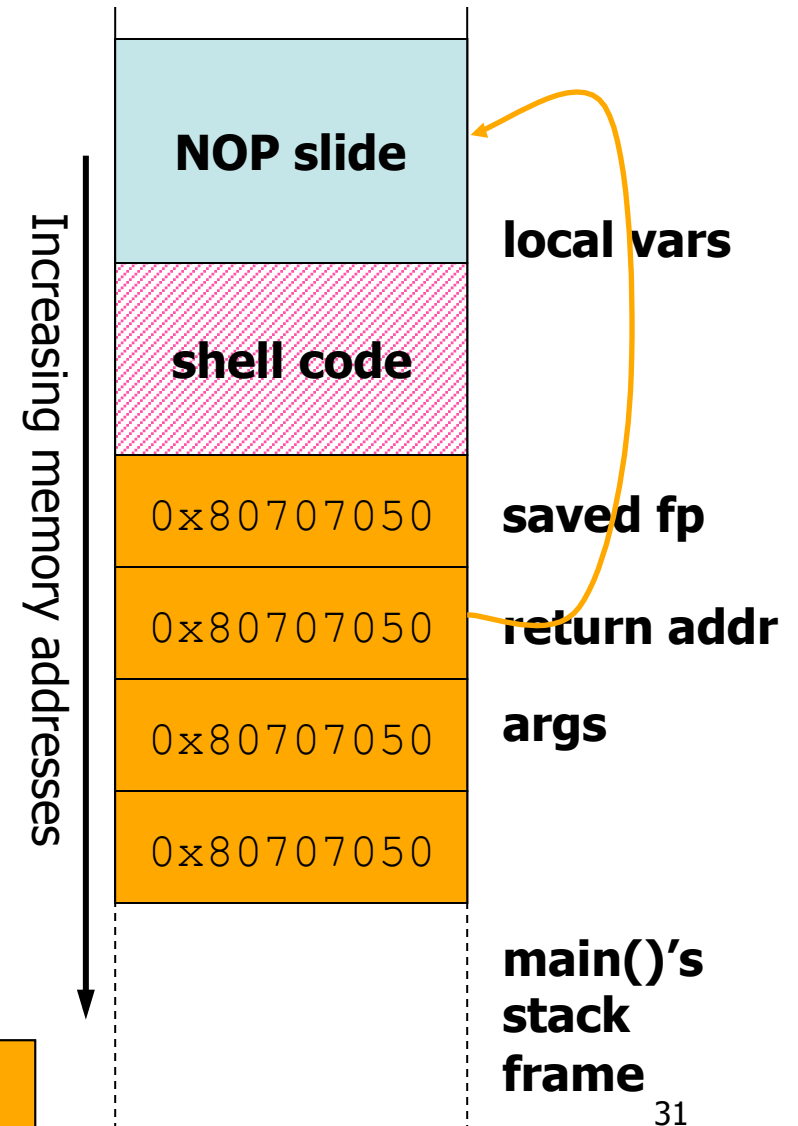 NOP slide
local vars
Increasing memory addresses
shell code
0x80707050
saved fp
0x80707050
return addr
0x80707050
args
0x80707050
main()’s
stack
frame
31